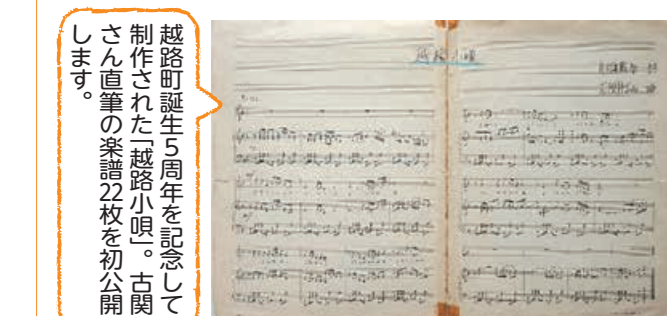 越路町誕生5周年を記念して
制作された「越路小唄」。古関
さん直筆の楽譜22枚を初公開
します。
越路小唄